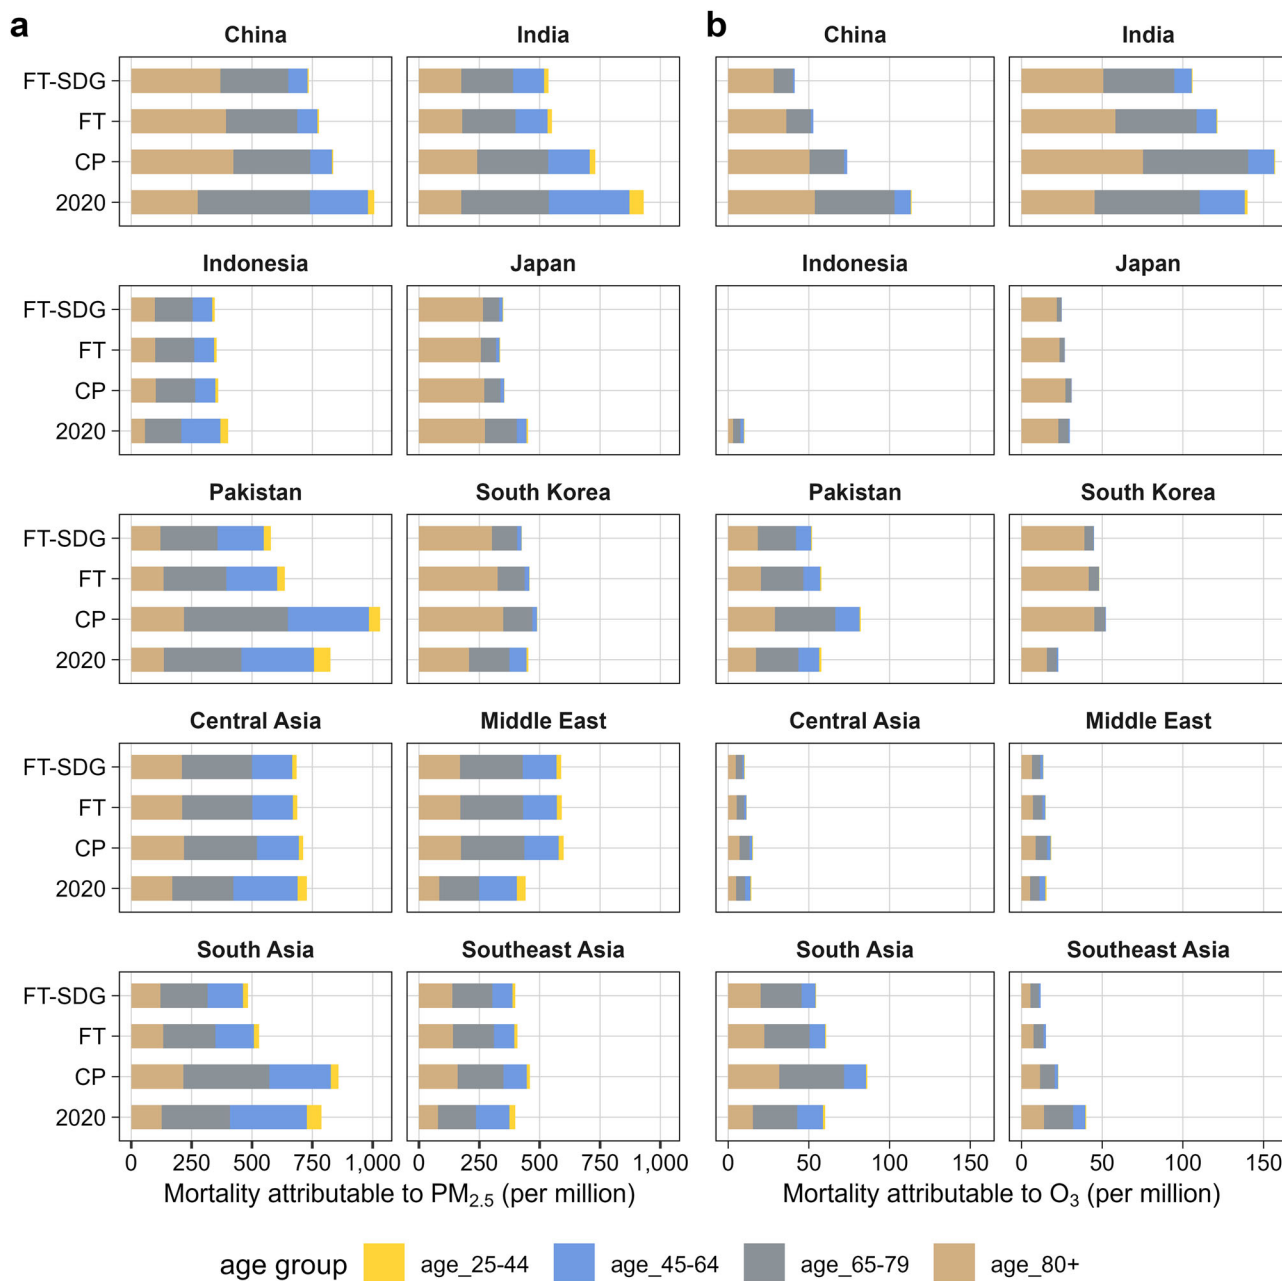 a
b
China India China India
FT-SDG
FT
CP
2020
Indonesia Japan Indonesia Japan
FT-SDG
FT
CP
2020
Pakistan South Korea Pakistan South Korea
FT-SDG
FT
CP
2020
Central Asia Middle East Central Asia Middle East
FT-SDG
FT
CP
2020
South Asia Southeast Asia South Asia Southeast Asia
FT-SDG
FT
CP
2020
0 250 500 750 1,000 0 250 500 750 1,000 0 50 100 150 0 50 100 150
Mortality attributable to PM2.5 (per million) Mortality attributable to O3 (per million)
age group age_25-44 age_45-64 age_65-79 age_80+